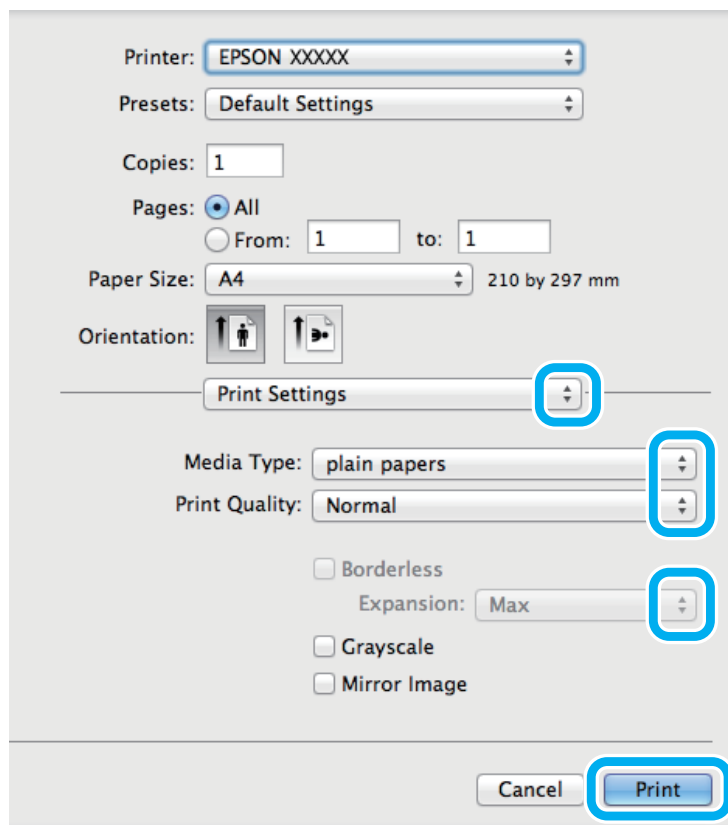 Printer: EPSON XXXXX
Presets: Default Settings
Copies: 1
Pages: All
From: 1 to: 1
Paper Size: A4 210 by 297 mm
Orientation:
Print Settings
Media Type: plain papers
Print Quality: Normal
Borderless
Expansion: Max
Grayscale
Mirror Image
Cancel Print